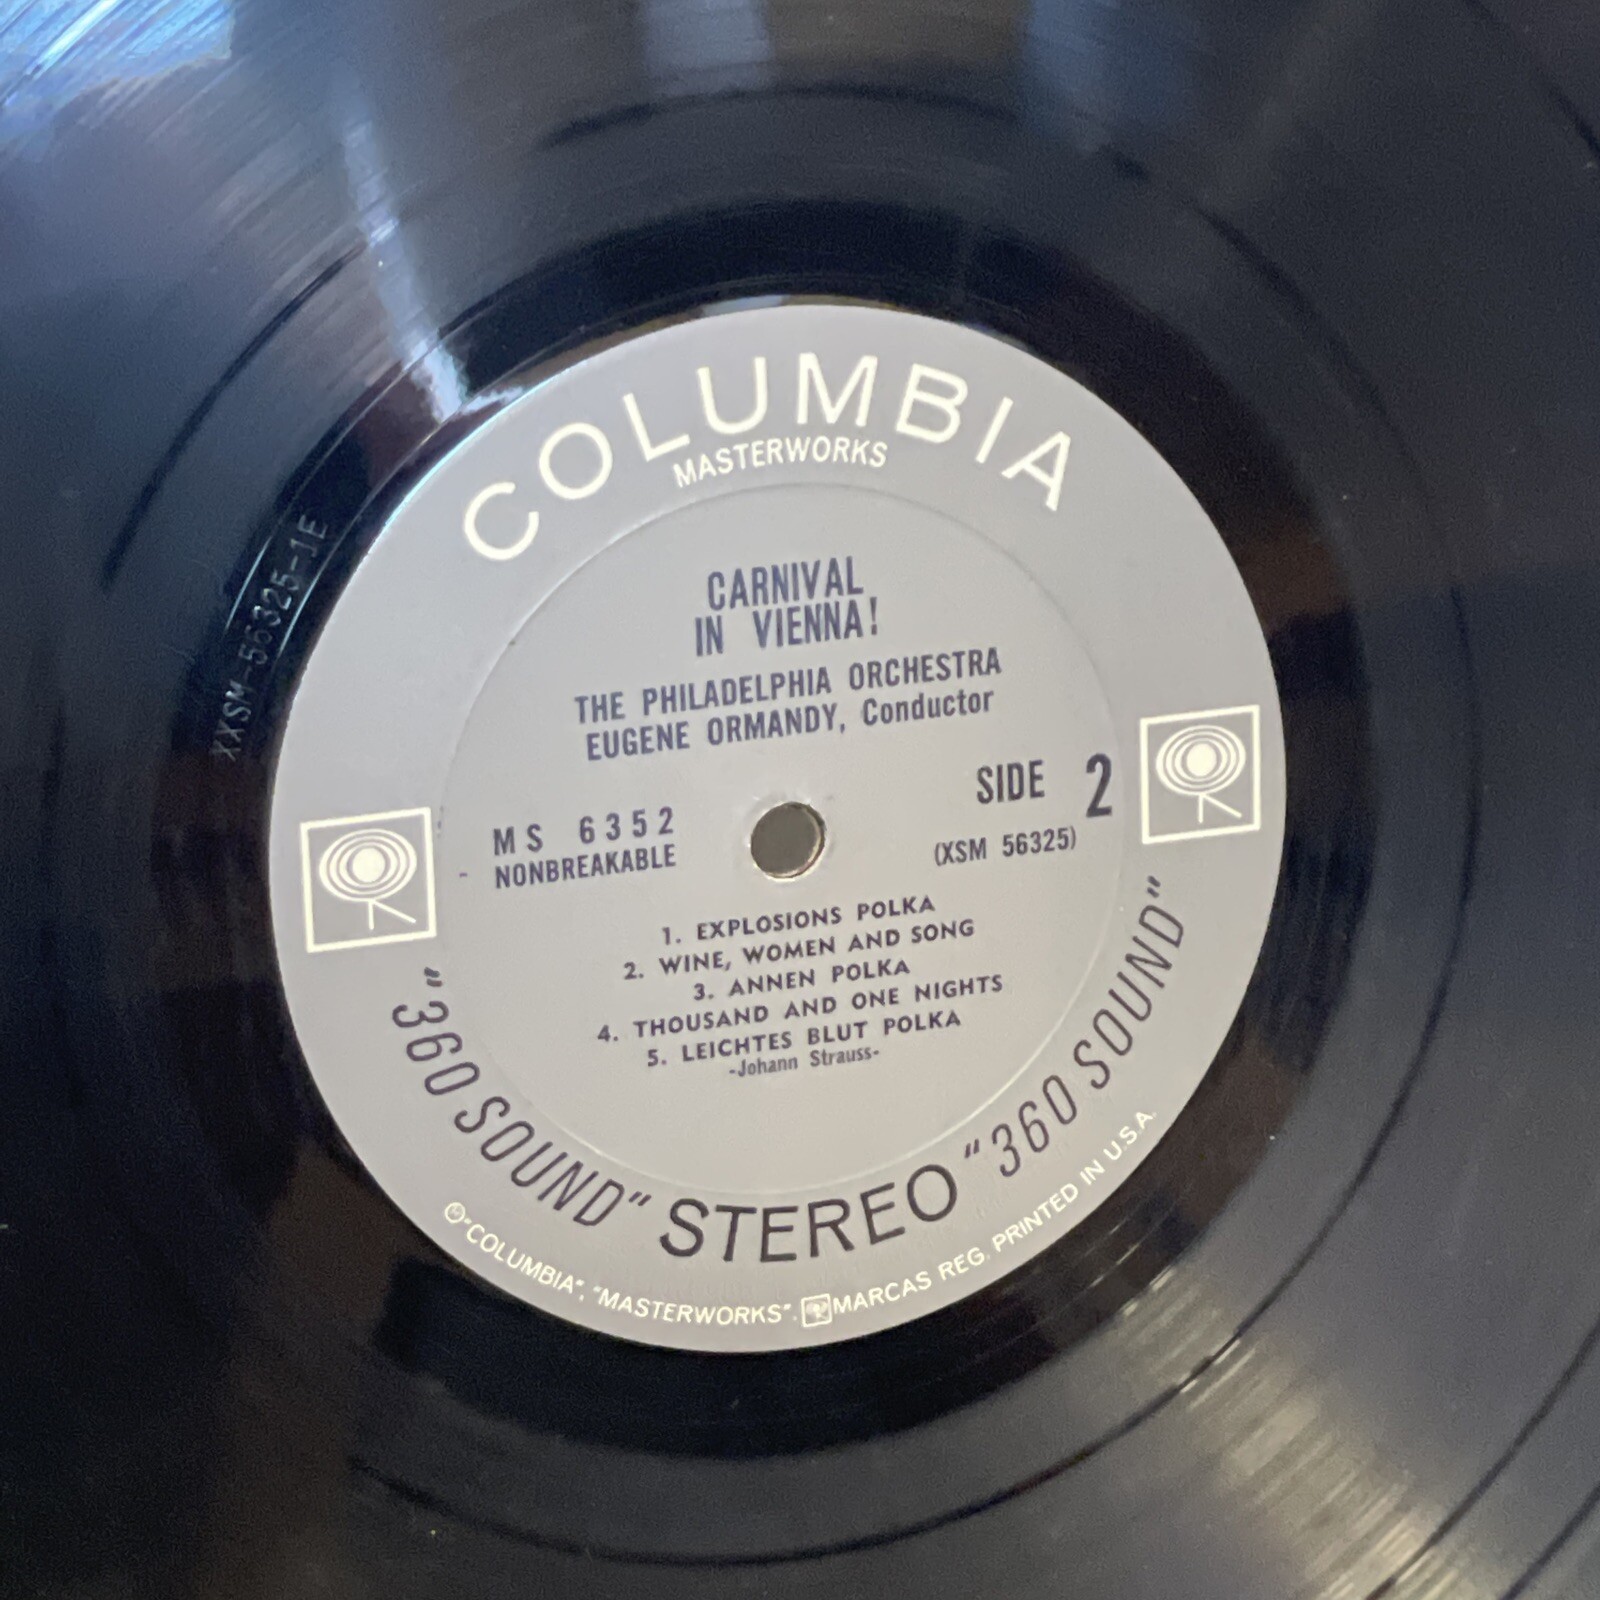 COLUMBIA
MASTERWORKS
CARNIVAL
IN VIENNA!
THE PHILADELPHIA ORCHESTRA
EUGENE ORMANDY, Conductor
SIDE 2
MS 6352
NONBREAKABLE
(XSM 56325)
1. EXPLOSIONS POLKA
2. WINE, WOMEN AND SONG
3. ANNEN POLKA
4. THOUSAND AND ONE NIGHTS
5. LEICHTES BLUT POLKA
-Johann Strauss-
"360 SOUND" STEREO "360 SOUND"
"COLUMBIA", "MASTERWORKS". MARCAS REG. PRINTED IN U.S.A.
XXSM-56325-1E